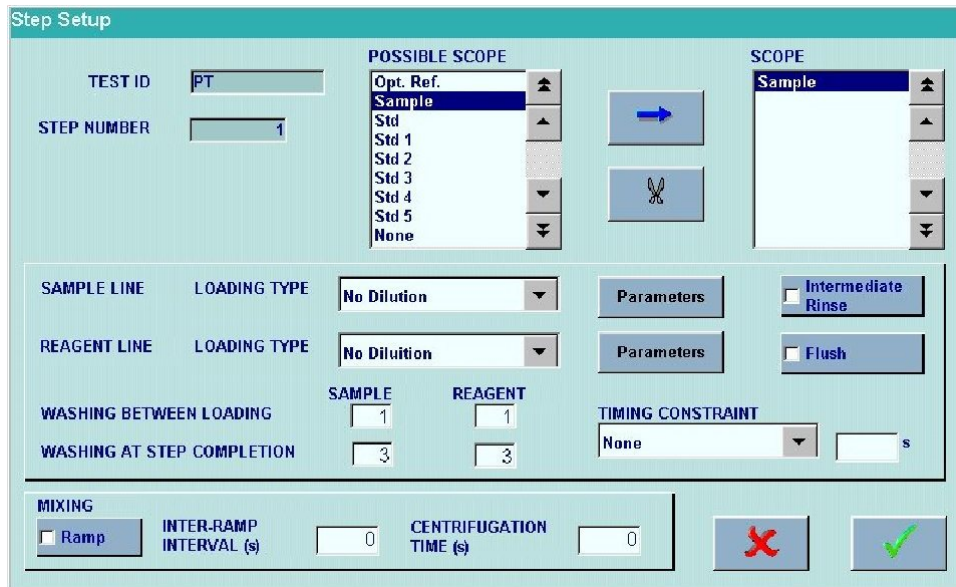 Step Setup
TEST ID PT
STEP NUMBER 1
POSSIBLE SCOPE
Opt. Ref.
Sample
Std
Std 1
Std 2
Std 3
Std 4
Std 5
None
SCOPE
Sample
SAMPLE LINE LOADING TYPE No Dilution Parameters Intermediate
Rinse
REAGENT LINE LOADING TYPE No Diluition Parameters Flush
SAMPLE REAGENT
WASHING BETWEEN LOADING 1 1
TIMING CONSTRAINT
None s
WASHING AT STEP COMPLETION 3 3
MIXING
Ramp
INTER-RAMP
INTERVAL (s) 0
CENTRIFUGATION
TIME (s) 0